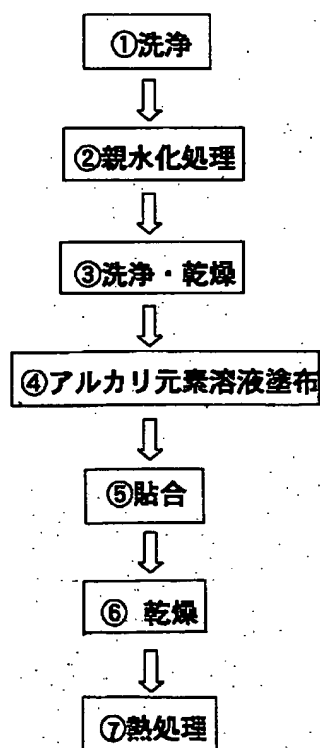 ①洗浄
②親水化処理
③洗浄・乾燥
④アルカリ元素溶液塗布
⑤貼合
⑥ 乾燥
⑦熱処理